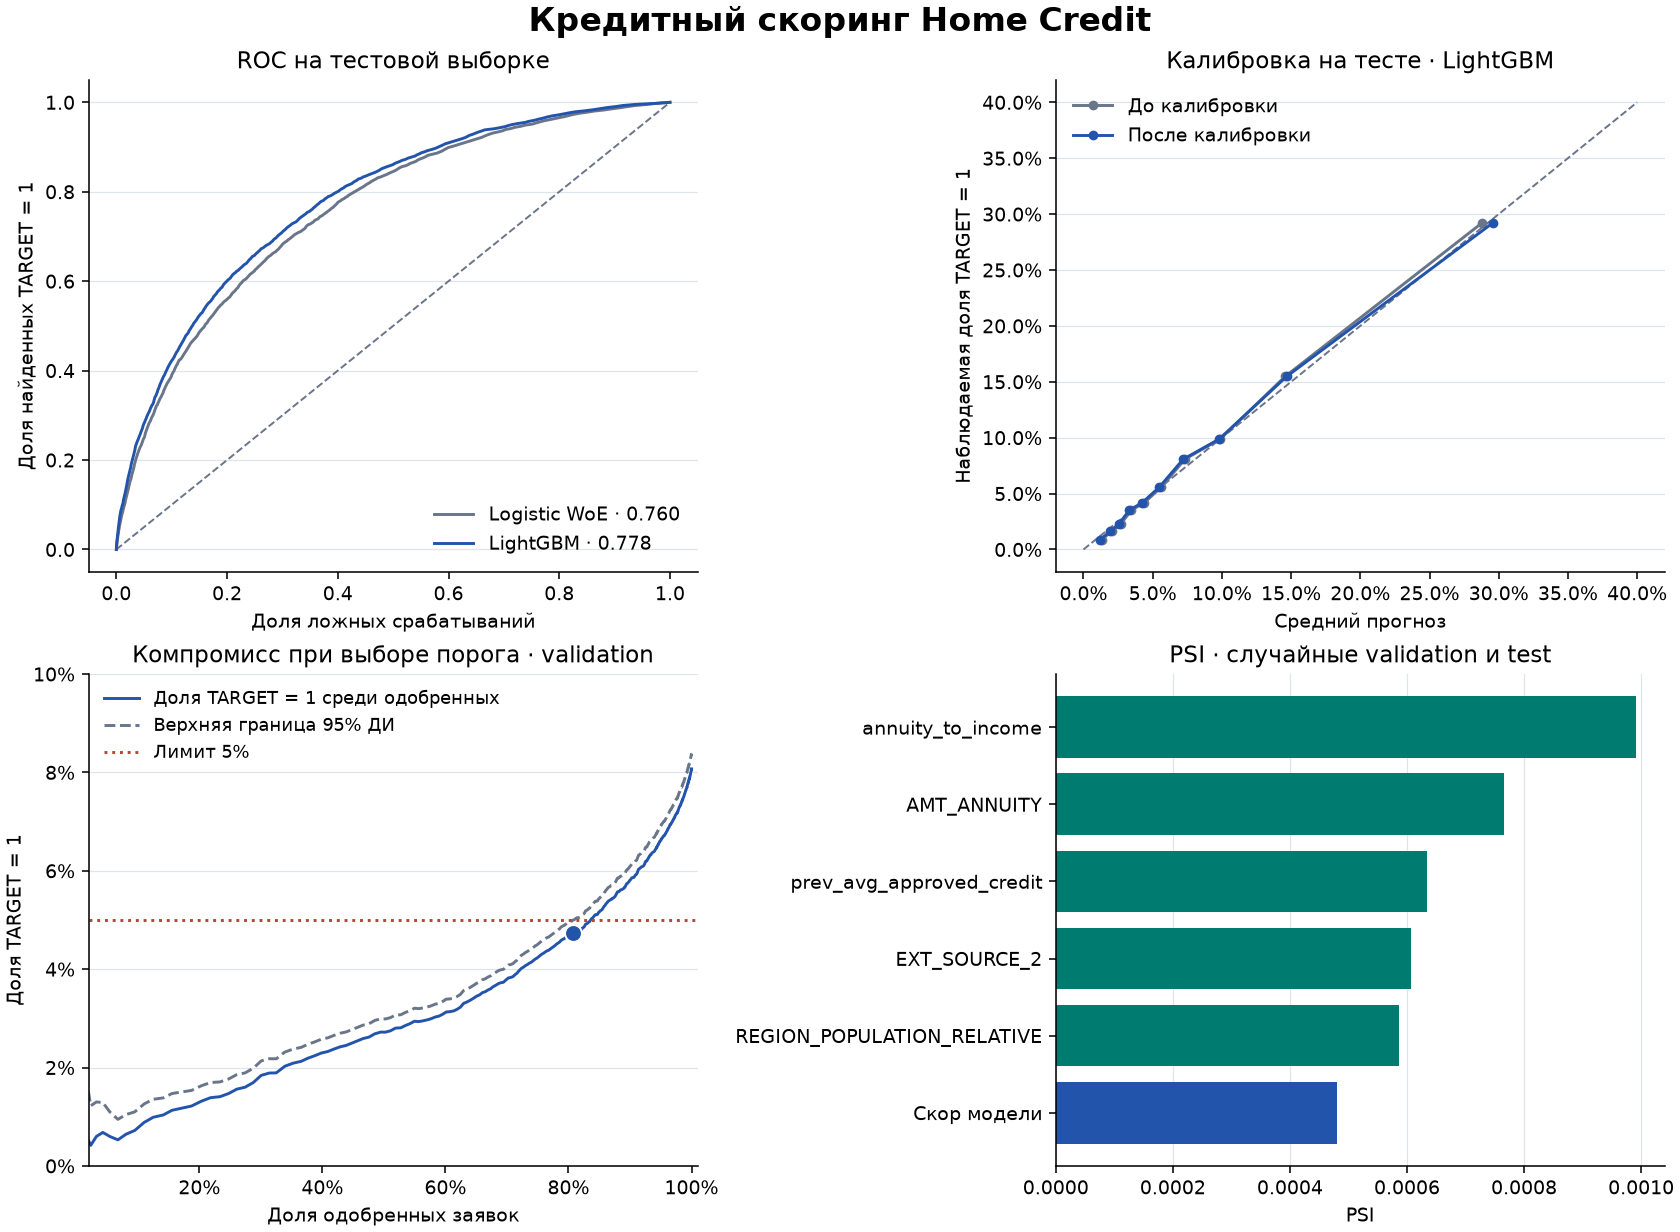 Кредитный скоринг Home Credit
ROC на тестовой выборке
1.0
0.8
0.6
0.4
0.2
0.0
Доля найденных TARGET = 1
Logistic WoE · 0.760
LightGBM · 0.778
0.0 0.2 0.4 0.6 0.8 1.0
Доля ложных срабатываний
Калибровка на тесте · LightGBM
До калибровки
После калибровки
40.0%
35.0%
30.0%
25.0%
20.0%
15.0%
10.0%
5.0%
0.0%
Наблюдаемая доля TARGET = 1
0.0% 5.0% 10.0% 15.0% 20.0% 25.0% 30.0% 35.0% 40.0%
Средний прогноз
Компромисс при выборе порога · validation
Доля TARGET = 1 среди одобренных
Верхняя граница 95% ДИ
Лимит 5%
10%
8%
6%
4%
2%
0%
Доля TARGET = 1
20% 40% 60% 80% 100%
Доля одобренных заявок
PSI · случайные validation и test
annuity_to_income
AMT_ANNUITY
prev_avg_approved_credit
EXT_SOURCE_2
REGION_POPULATION_RELATIVE
Скор модели
0.0000 0.0002 0.0004 0.0006 0.0008 0.0010
PSI